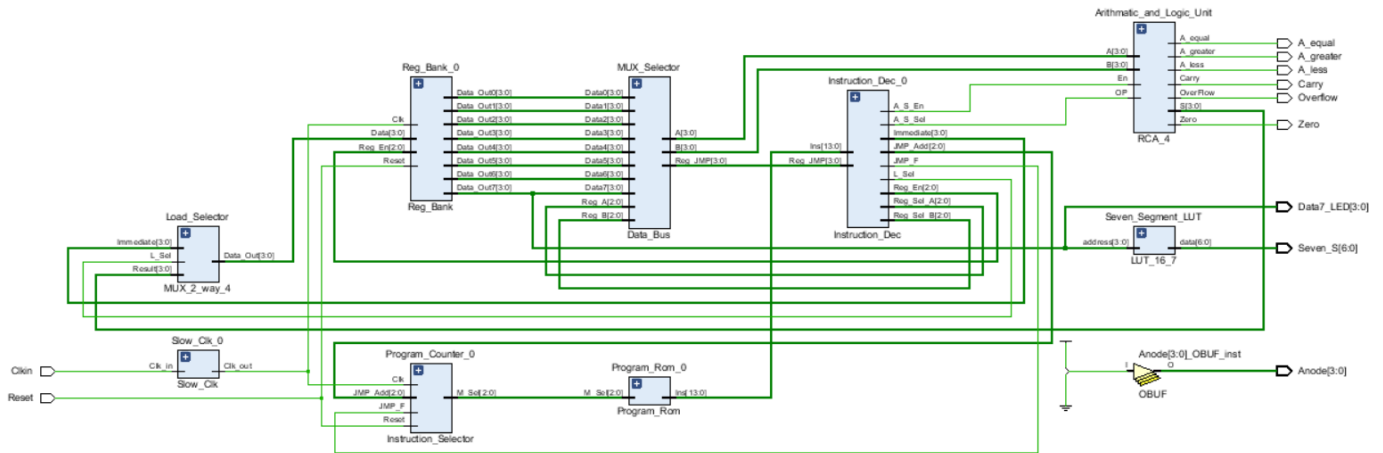 Arithmatic_and_Logic_Unit
A_equal
A[3:0]
A_greater
B[3:0]
A_less
En
Carry
OP
OverFlow
S[3:0]
Zero
RCA_4
A_equal
A_greater
A_less
Carry
Overflow
Zero
Reg_Bank_0
Clk
Data[3:0]
Reg_En[2:0]
Reset
Data_Out0[3:0]
Data_Out1[3:0]
Data_Out2[3:0]
Data_Out3[3:0]
Data_Out4[3:0]
Data_Out5[3:0]
Data_Out6[3:0]
Data_Out7[3:0]
Reg_Bank
MUX_Selector
Data0[3:0]
Data1[3:0]
Data2[3:0]
Data3[3:0]
Data4[3:0]
Data5[3:0]
Data6[3:0]
Data7[3:0]
Reg_A[2:0]
Reg_B[2:0]
A[3:0]
B[3:0]
Reg_JMP[3:0]
Data_Bus
Instruction_Dec_0
Ins[13:0]
Reg_JMP[3:0]
A_S_En
A_S_Sel
Immediate[3:0]
JMP_Add[2:0]
JMP_F
L_Sel
Reg_En[2:0]
Reg_Sel_A[2:0]
Reg_Sel_B[2:0]
Instruction_Dec
Load_Selector
Immediate[3:0]
L_Sel
Result[3:0]
Data_Out[3:0]
MUX_2_way_4
Seven_Segment_LUT
address[3:0]
data[6:0]
LUT_16_7
Data7_LED[3:0]
Seven_S[6:0]
Slow_Clk_0
Clkin
Clk_in
Clk_out
Slow_Clk
Reset
Program_Counter_0
Clk
JMP_Add[2:0]
JMP_F
Reset
M_Sel[2:0]
Instruction_Selector
Program_Rom_0
M_Sel[2:0]
Ins[13:0]
Program_Rom
Anode[3:0]_OBUF_inst
I
O
OBUF
Anode[3:0]